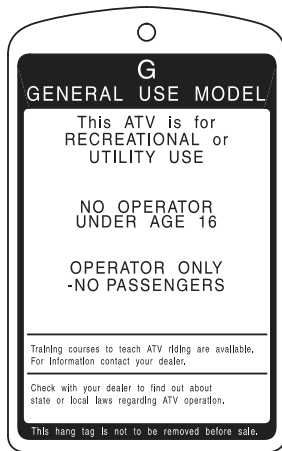 G
GENERAL USE MODEL
This ATV is for
RECREATIONAL or
UTILITY USE
NO OPERATOR
UNDER AGE 16
OPERATOR ONLY
-NO PASSENGERS
Training courses to teach ATV riding are available.
For information contact your dealer.
Check with your dealer to find out about
state or local laws regarding ATV operation.
This hang tag is not to be removed before sale.